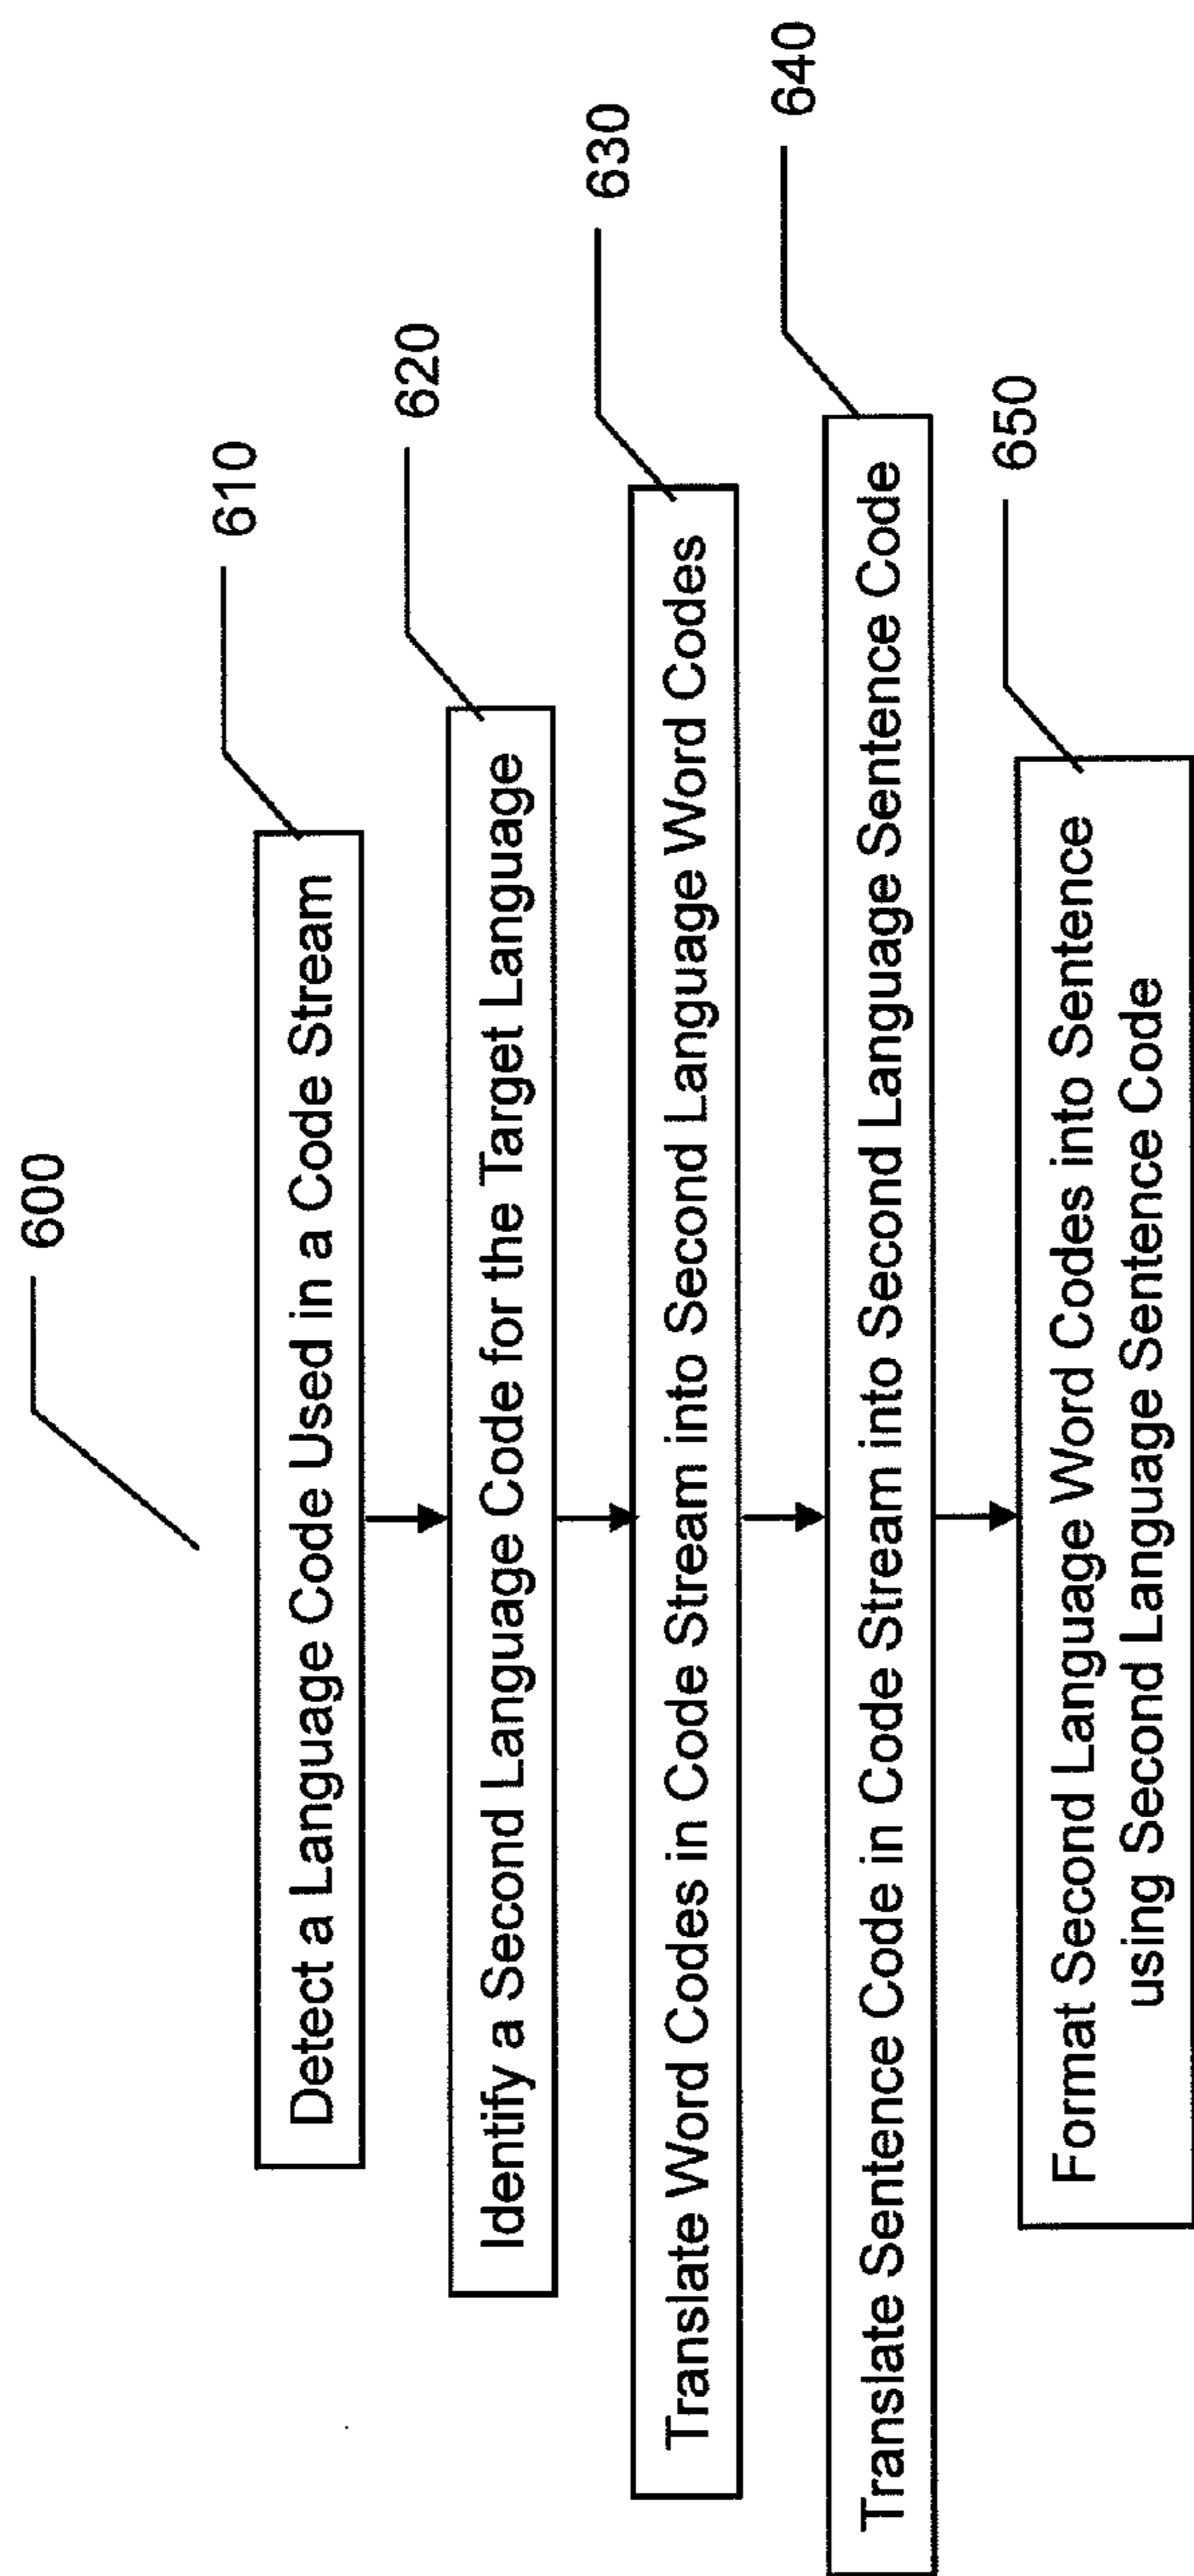 600
610
Detect a Language Code Used in a Code Stream
620
Identify a Second Language Code for the Target Language
630
Translate Word Codes in Code Stream into Second Language Word Codes
640
Translate Sentence Code in Code Stream into Second Language Sentence Code
650
Format Second Language Word Codes into Sentence
using Second Language Sentence Code